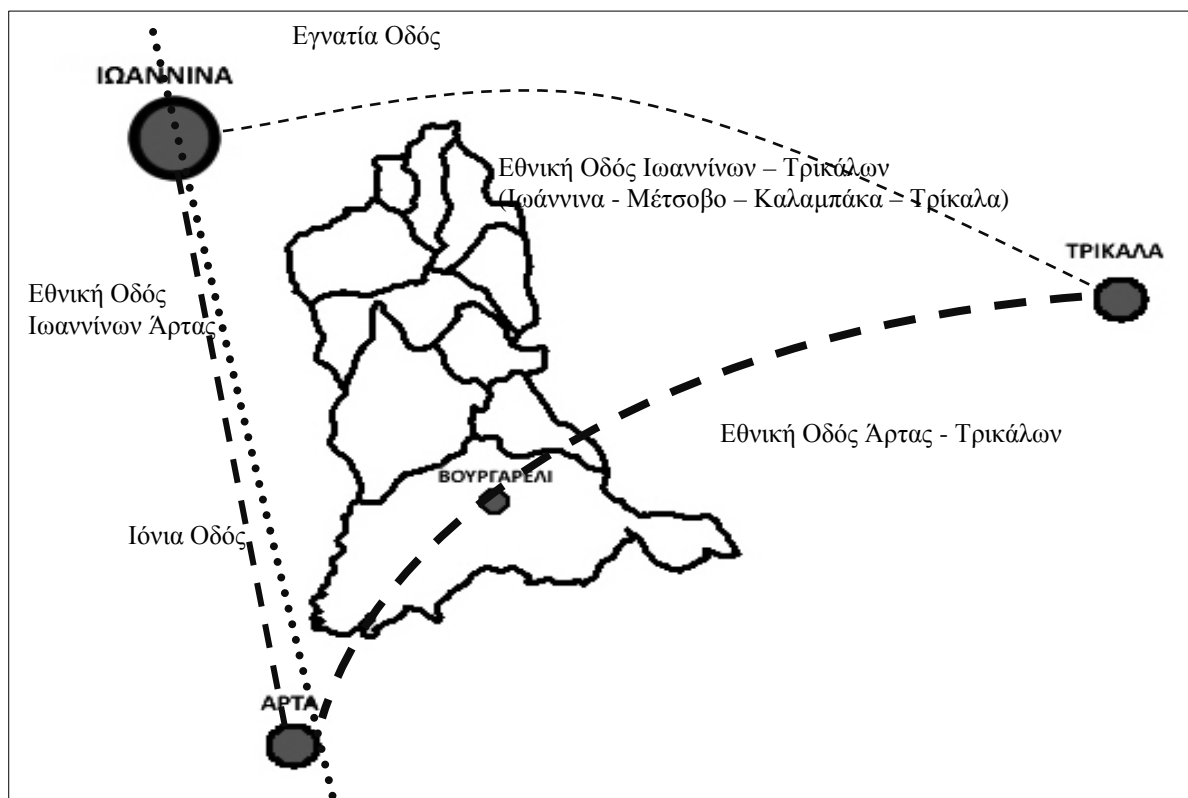 Εγνατία Οδός
ΙΩΑΝΝΙΝΑ
Εθνική Οδός Ιωαννίνων – Τρικάλων
(Ιωάννινα - Μέτσοβο – Καλαμπάκα – Τρίκαλα)
ΤΡΙΚΑΛΑ
Εθνική Οδός
Ιωαννίνων Άρτας
Εθνική Οδός Άρτας - Τρικάλων
ΒΟΥΡΓΑΡΕΛΙ
Ιόνια Οδός
ΑΡΤΑ